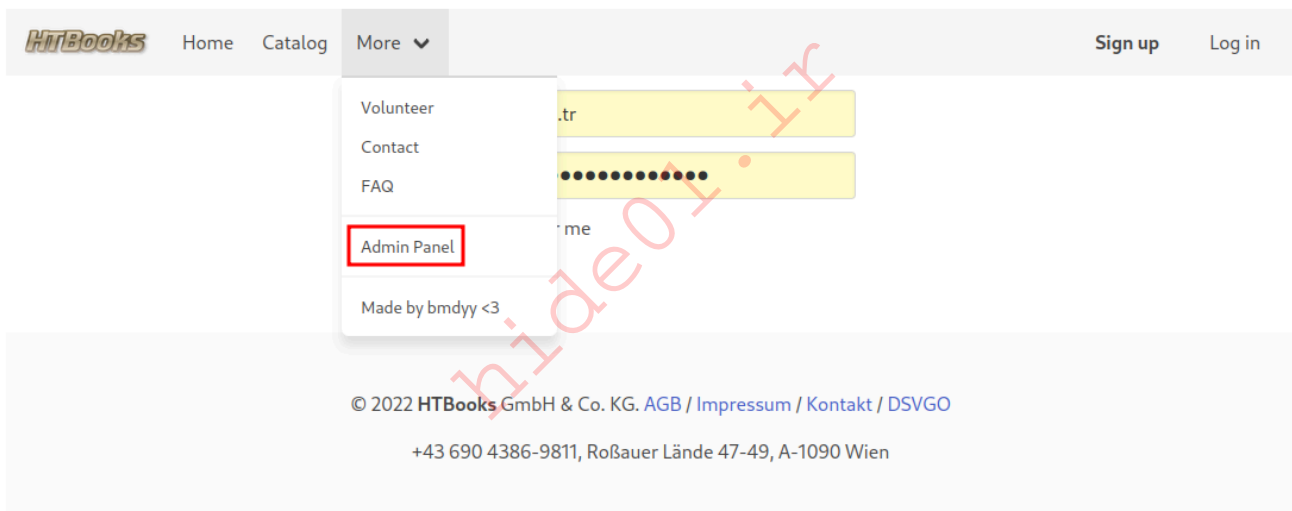 HTBooks Home Catalog More Sign up Log in
Volunteer
.tr
Contact
FAQ
me
Admin Panel
Made by bmdyy <3
© 2022 HTBooks GmbH & Co. KG. AGB / Impressum / Kontakt / DSVGO
+43 690 4386-9811, Roßauer Lände 47-49, A-1090 Wien
hide01.ir